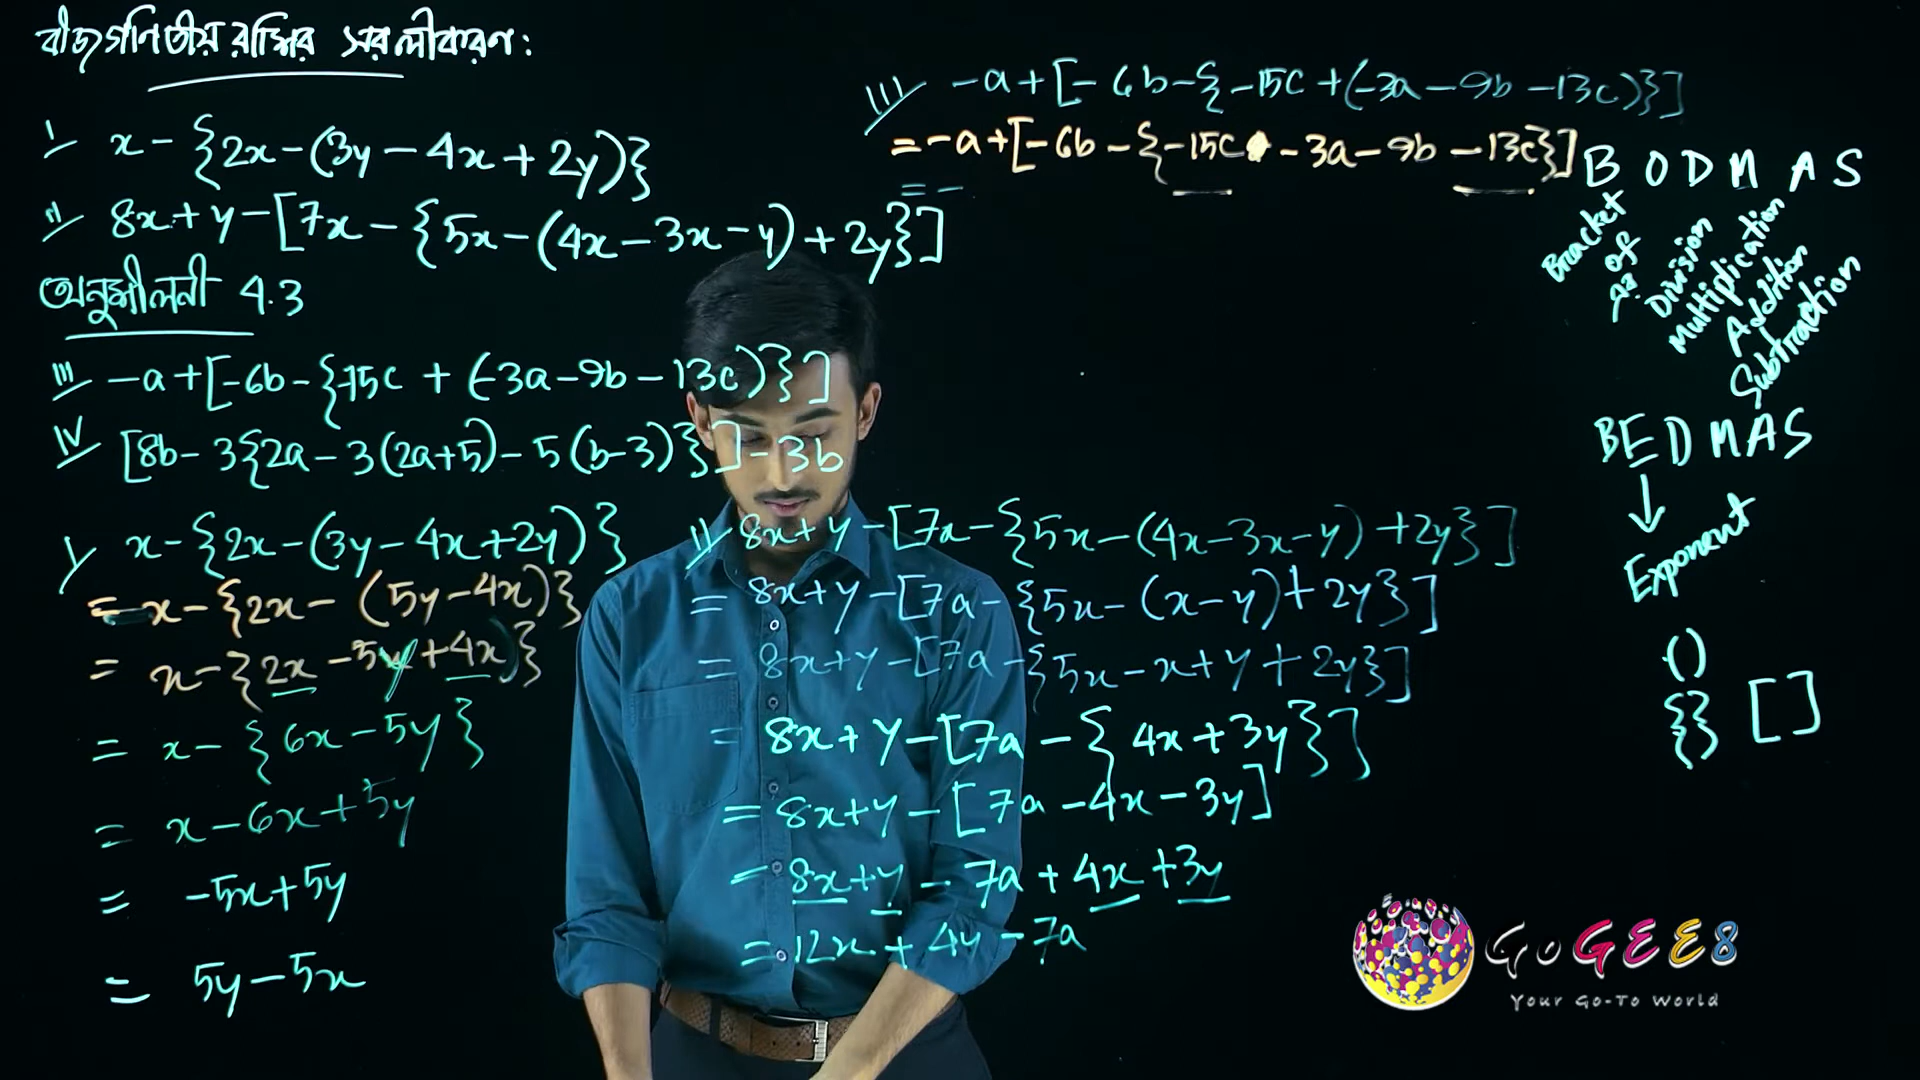 বীজগণিতীয় রাশির সরলীকরণ:
i) x-{2x-(3y-4x+2y)}
ii) 8x+y-[7x-{5x-(4x-3x-y)+2y}]
অনুশীলনী 4.3
iii) -a+[-6b-{-15c+(-3a-9b-13c)}]
iv) [8b-3{2a-3(2a+5)-5(b-3)}]-3b
i) x-{2x-(3y-4x+2y)}
= x-{2x-(5y-4x)}
= x-{2x-5y+4x)}
= x-{6x-5y}
= x-6x+5y
= -5x+5y
= 5y-5x
ii) 8x+y-[7a-{5x-(4x-3x-y)+2y}]
= 8x+y-[7a-{5x-(x-y)+2y}]
= 8x+y-[7a-{5x-x+y+2y}]
= 8x+y-[7a-{4x+3y}]
= 8x+y-[7a-4x-3y]
= 8x+y-7a+4x+3y
= 12x+4y-7a
iii) -a+[-6b-{-15c+(-3a-9b-13c)}]
= -a+[-6b-{-15c-3a-9b-13c}]
= -
B O D M A S
Bracket
of
Division
Multiplication
Addition
Subtraction
BEDMAS
↓
Exponent
()
{} []
GoGEE8
Your Go-To World